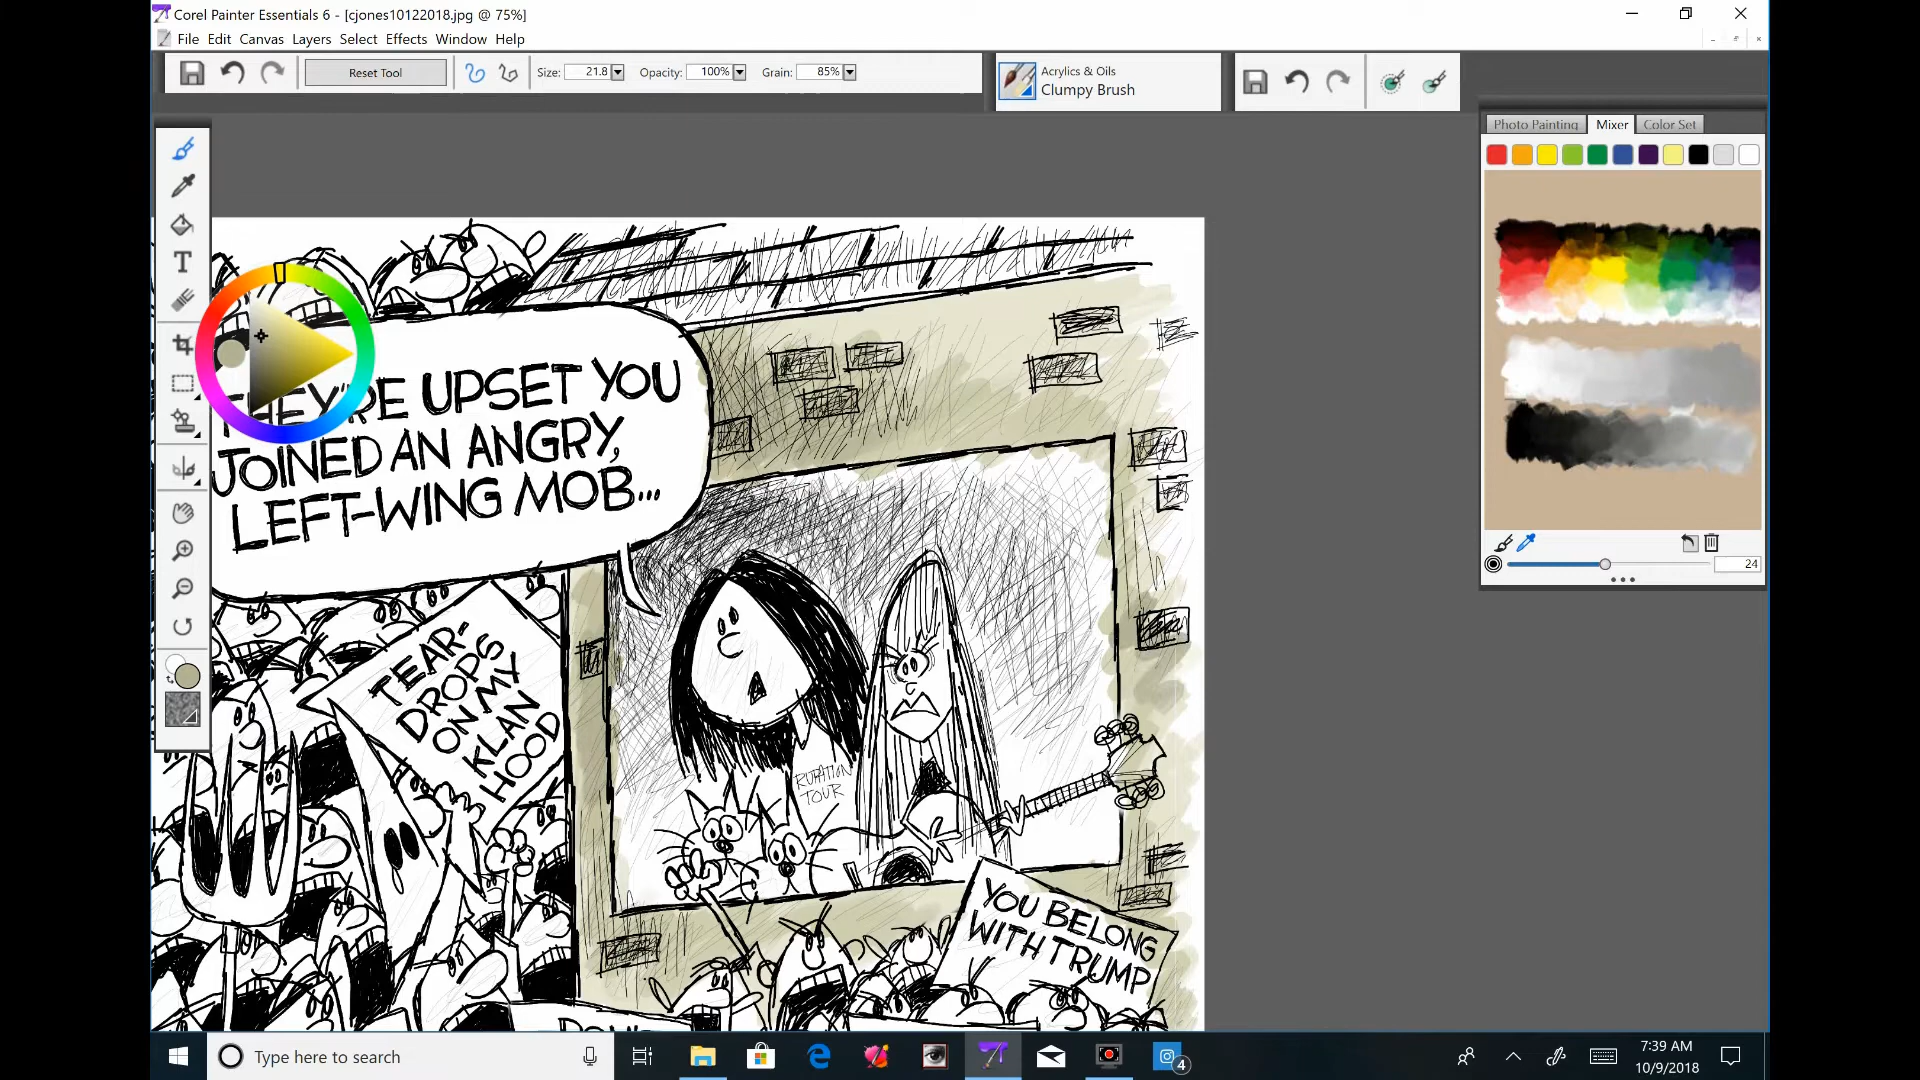 Corel Painter Essentials 6 - [cjones10122018.jpg @ 75%]
File Edit Canvas Layers Select Effects Window Help
Reset Tool
Size: 21.8
Opacity: 100%
Grain: 85%
Acrylics & Oils
Clumpy Brush
Photo Painting
Mixer
Color Set
24
T
THEY'RE UPSET YOU
JOINED AN ANGRY,
LEFT-WING MOB...
TEAR-
DROPS
ON MY
KLAN
HOOD
TOUR
YOU BELONG
WITH TRUMP
Type here to search
4
7:39 AM
10/9/2018